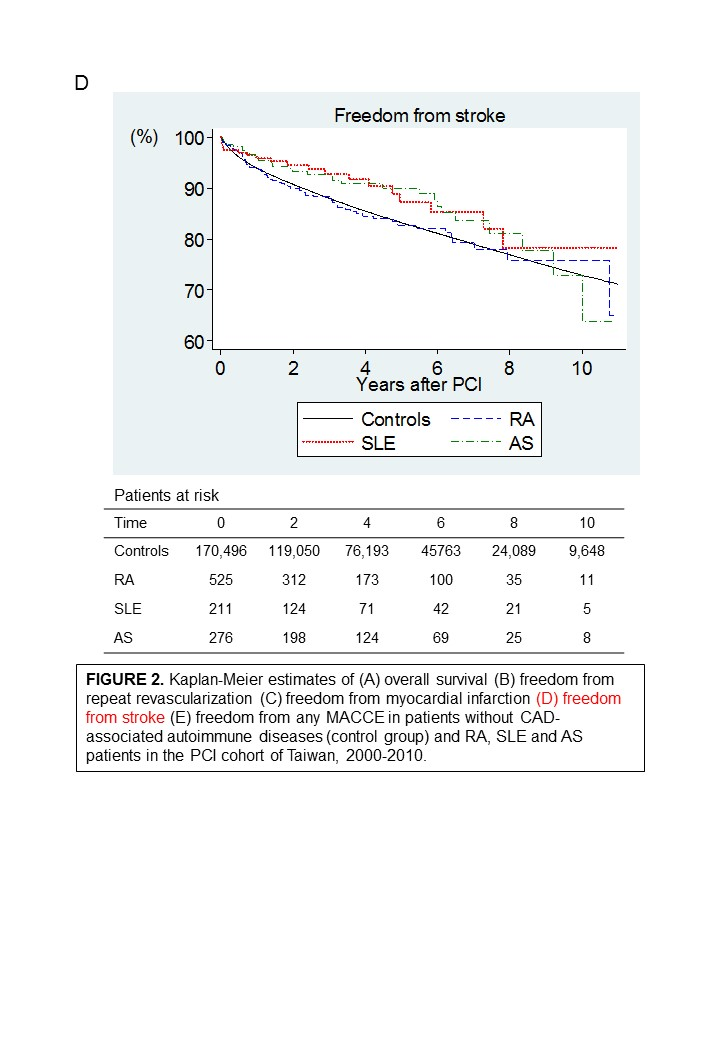 D
Freedom from stroke
(%)
100
90
80
70
60
0 2 4 6 8 10
Years after PCI
Controls RA
SLE AS
Patients at risk
Time 0 2 4 6 8 10
Controls 170,496 119,050 76,193 45763 24,089 9,648
RA 525 312 173 100 35 11
SLE 211 124 71 42 21 5
AS 276 198 124 69 25 8
FIGURE 2. Kaplan-Meier estimates of (A) overall survival (B) freedom from
repeat revascularization (C) freedom from myocardial infarction (D) freedom
from stroke (E) freedom from any MACCE in patients without CAD-
associated autoimmune diseases (control group) and RA, SLE and AS
patients in the PCI cohort of Taiwan, 2000-2010.